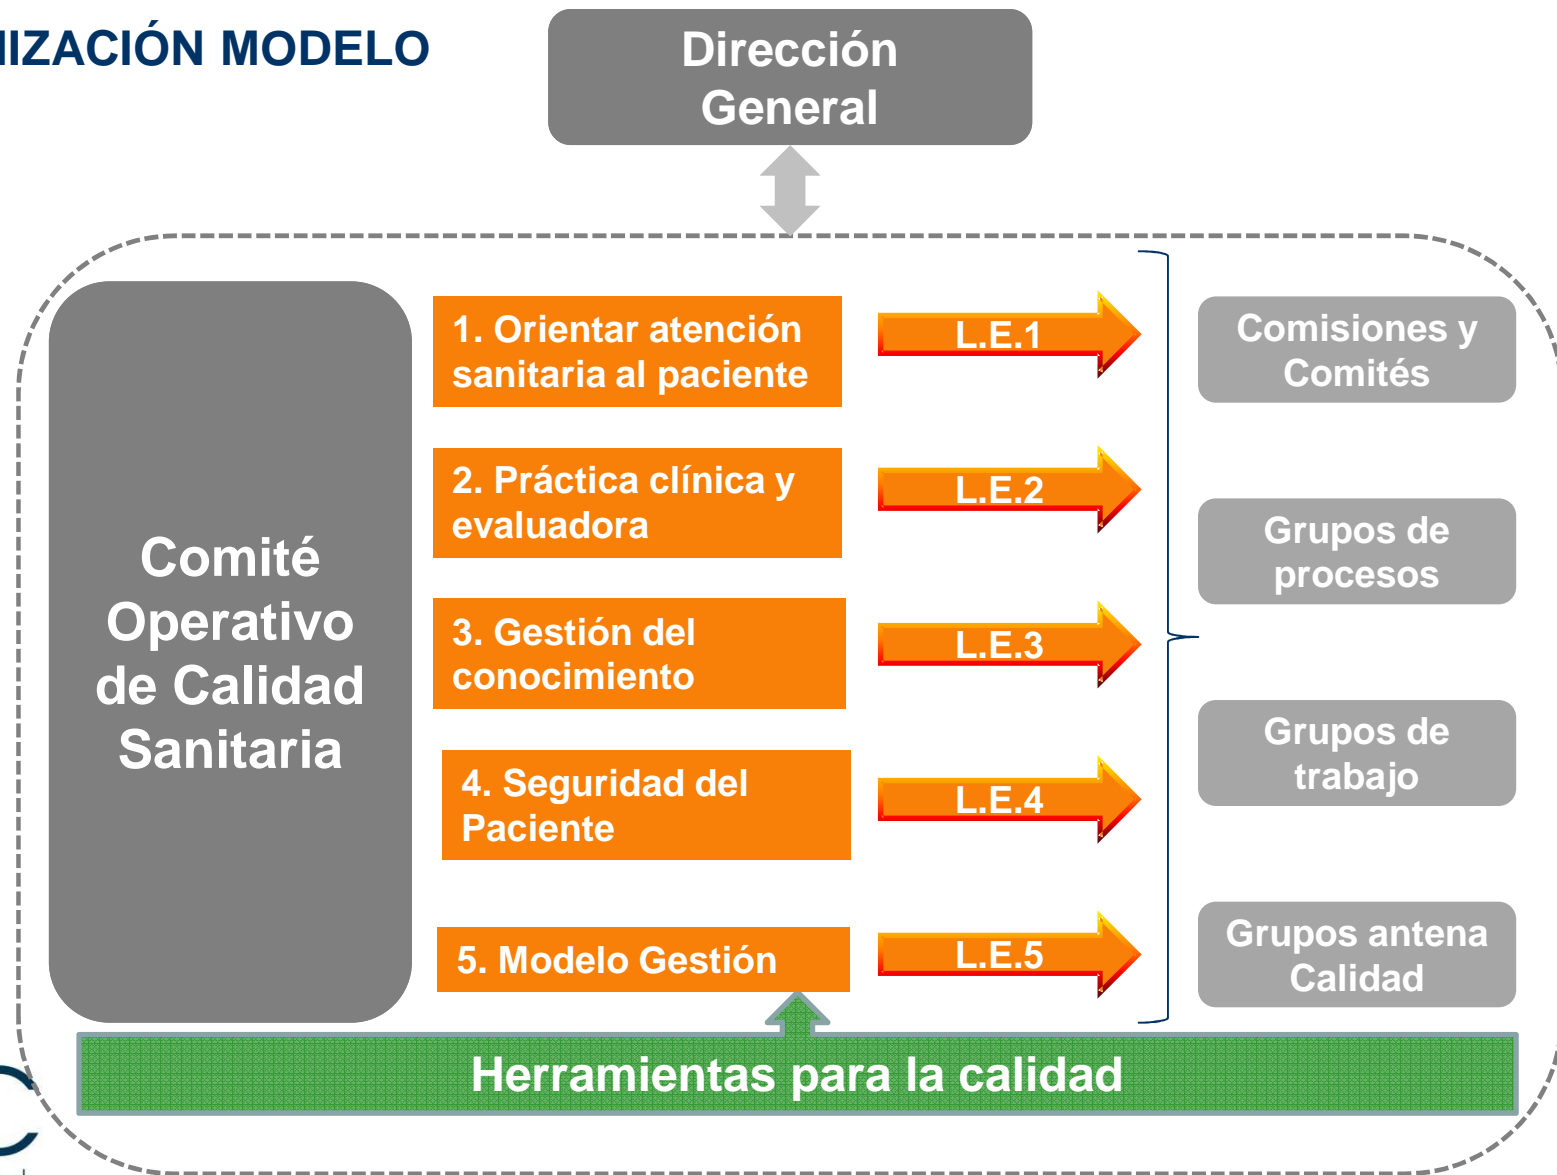 NIZACIÓN MODELO
Dirección
General
Comité
Operativo
de Calidad
Sanitaria
1. Orientar atención
sanitaria al paciente
L.E.1
2. Práctica clínica y
evaluadora
L.E.2
3. Gestión del
conocimiento
L.E.3
4. Seguridad del
Paciente
L.E.4
5. Modelo Gestión
L.E.5
Comisiones y
Comités
Grupos de
procesos
Grupos de
trabajo
Grupos antena
Calidad
Herramientas para la calidad